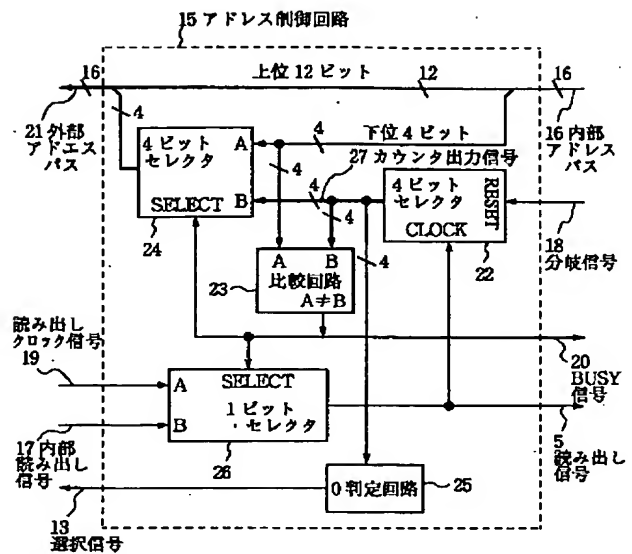 15 アドレス制御回路
16
上位 12 ビット
12
16
4
21 外部
アドエス
バス
4 ビット
セレクタ
A
B
SELECT
24
4
下位 4 ビット
16 内部
アドレス
バス
4
27 カウンタ出力信号
4
4
4 ビット
セレクタ
RESET
CLOCK
22
18
分岐信号
A
B
比較回路
A≠B
23
4
読み出し
クロック信号
19
20
BUSY
信号
A
SELECT
1 ビット
・セレクタ
B
26
17 内部
読み出し
信号
5
読み出し
信号
0 判定回路
25
13
選択信号